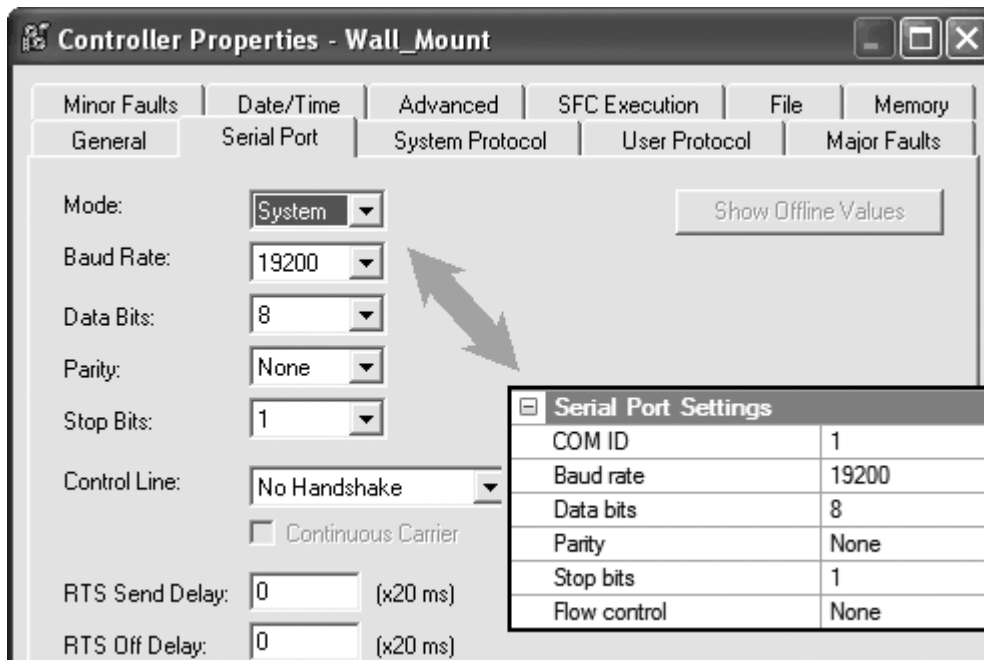 Controller Properties - Wall_Mount
Minor Faults Date/Time Advanced SFC Execution File Memory
General Serial Port System Protocol User Protocol Major Faults
Mode: System Show Offline Values
Baud Rate: 19200
Data Bits: 8
Parity: None
Stop Bits: 1
Control Line: No Handshake
Continuous Carrier
RTS Send Delay: 0 (x20 ms)
RTS Off Delay: 0 (x20 ms)
Serial Port Settings
COM ID 1
Baud rate 19200
Data bits 8
Parity None
Stop bits 1
Flow control None